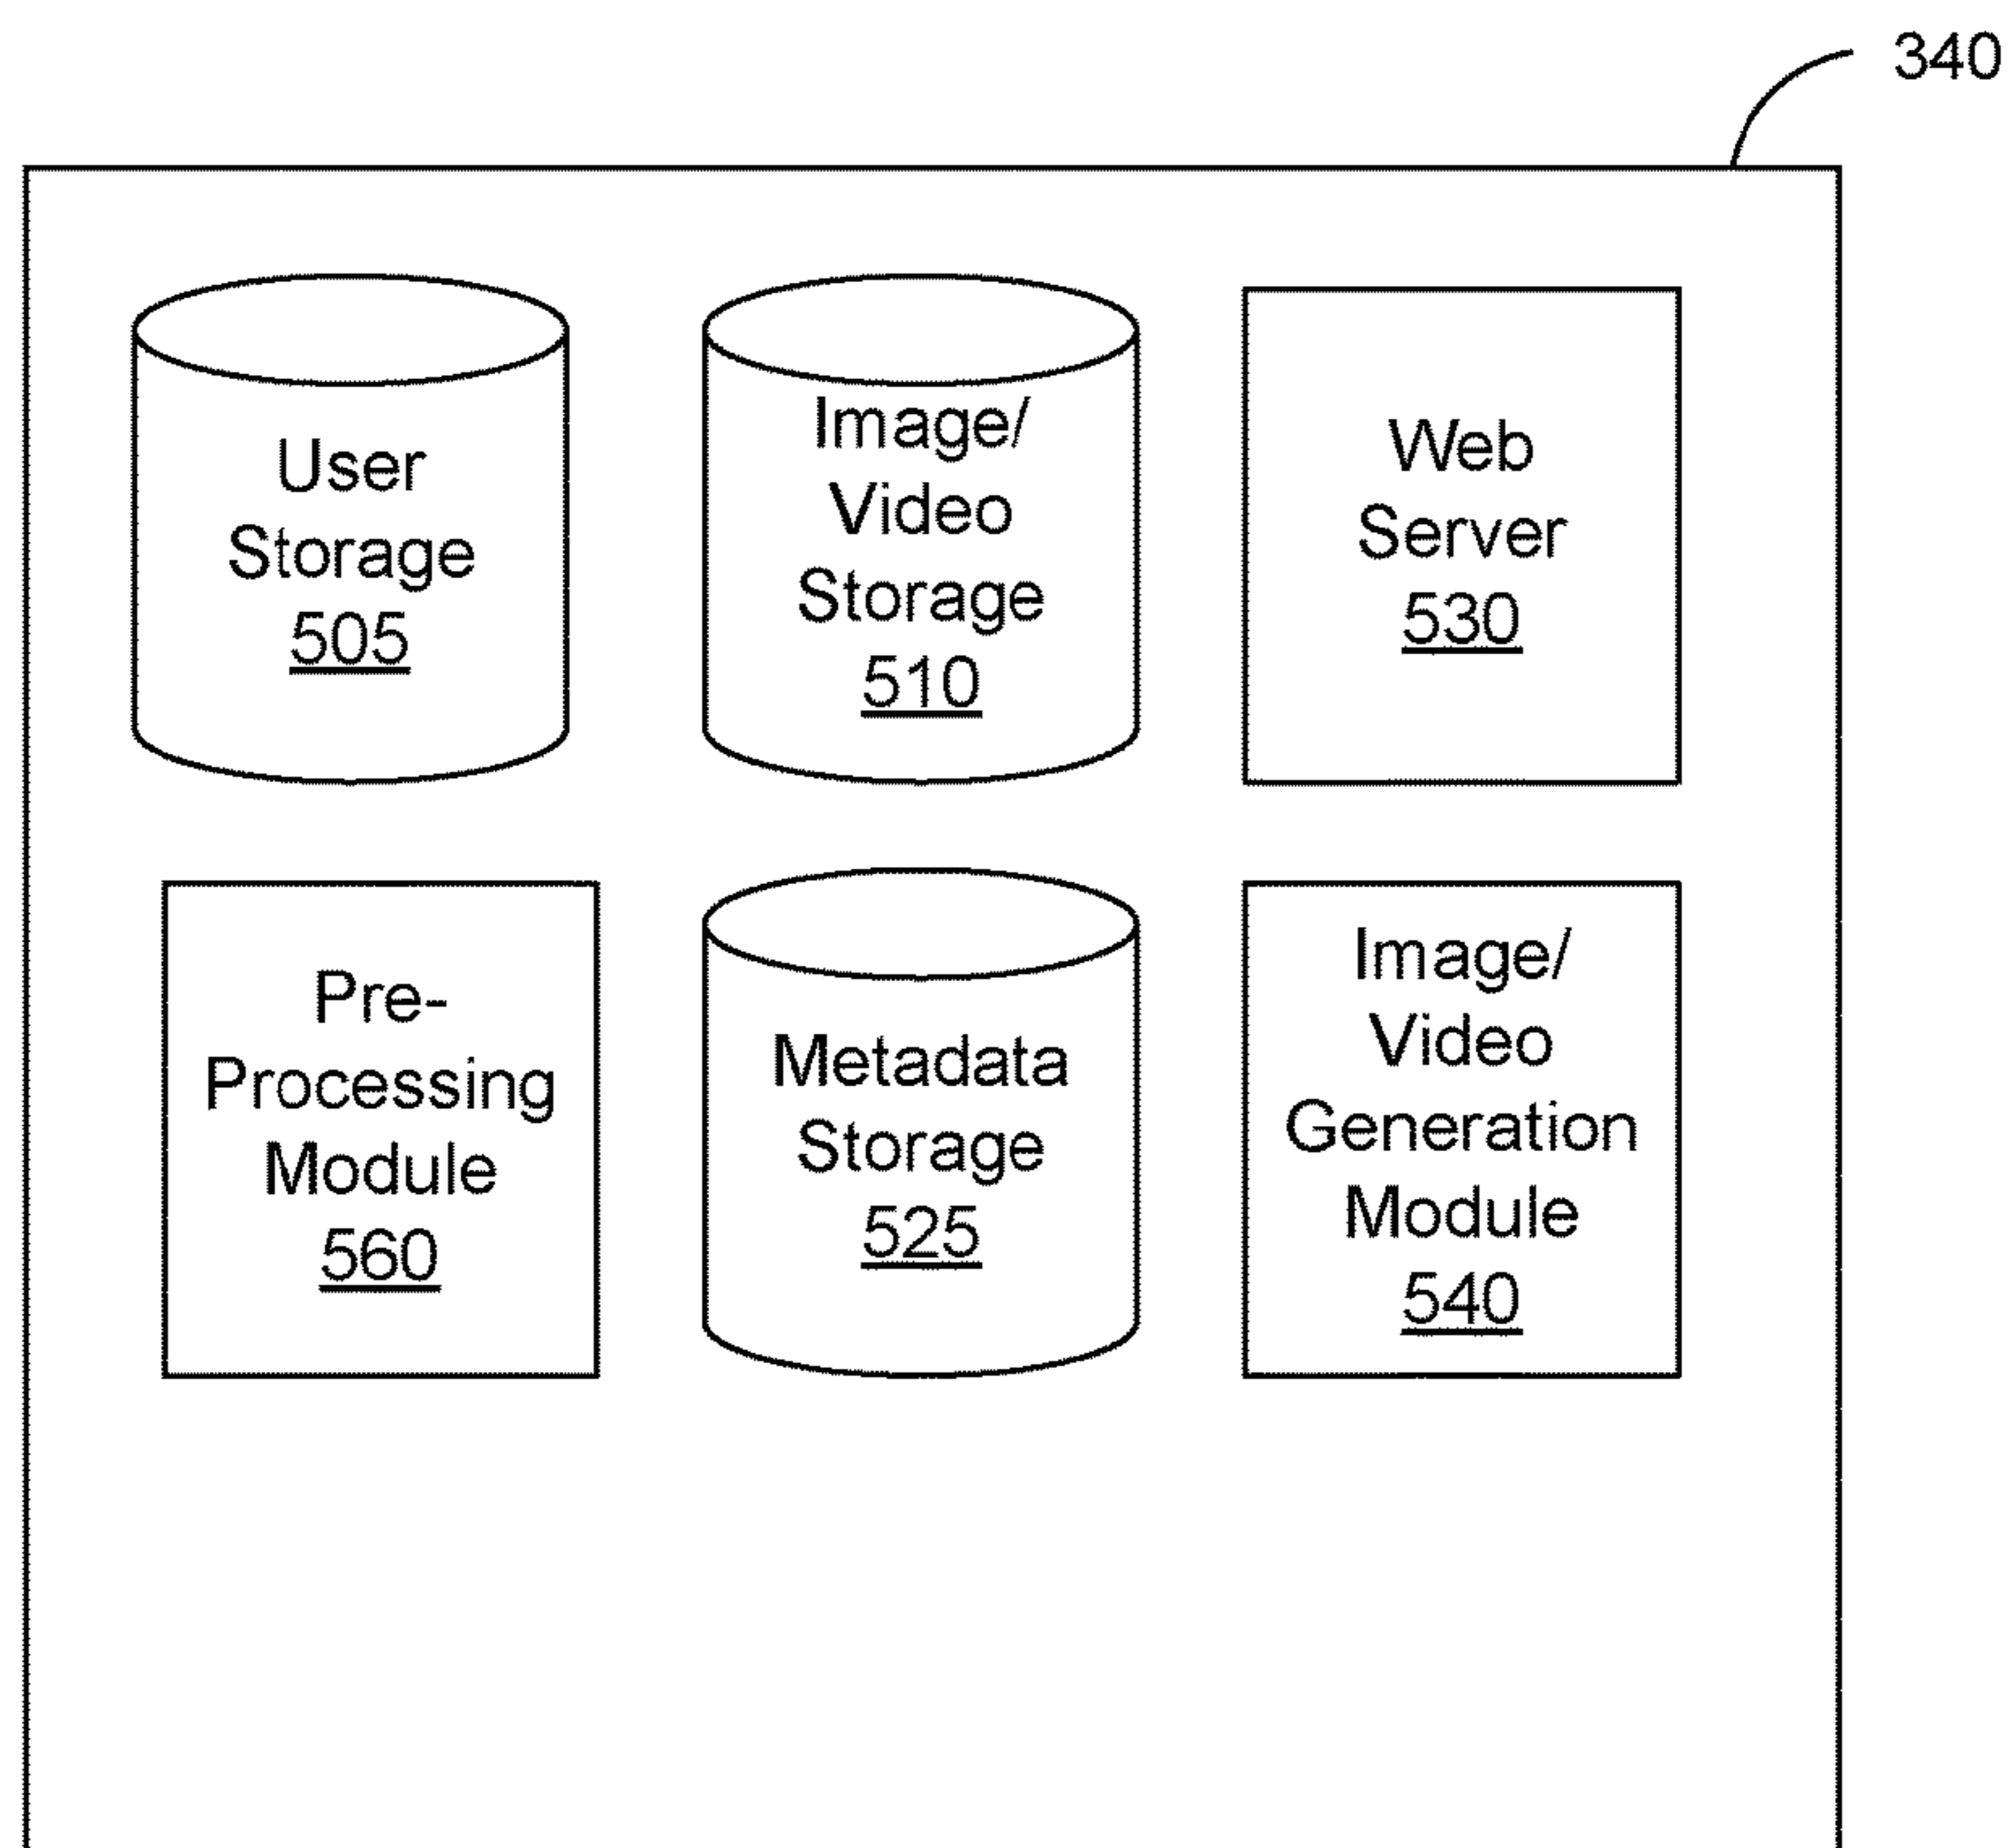 340
User
Storage
505
Image/
Video
Storage
510
Web
Server
530
Pre-
Processing
Module
560
Metadata
Storage
525
Image/
Video
Generation
Module
540